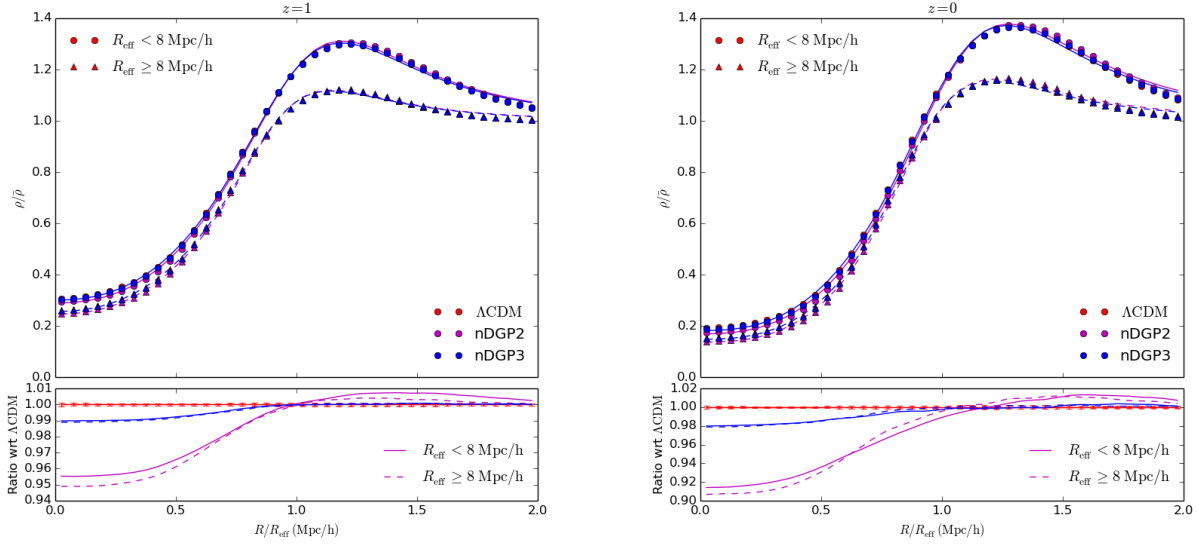 z=1
1.4
1.2
1.0
0.8
0.6
0.4
0.2
0.0
ρ/ρ̄
R_eff < 8 Mpc/h
R_eff ≥ 8 Mpc/h
ΛCDM
nDGP2
nDGP3
1.01
1.00
0.99
0.98
0.97
0.96
0.95
0.94
Ratio wrt ΛCDM
R_eff < 8 Mpc/h
R_eff ≥ 8 Mpc/h
0.0 0.5 1.0 1.5 2.0
R/R_eff (Mpc/h)
z=0
1.4
1.2
1.0
0.8
0.6
0.4
0.2
0.0
ρ/ρ̄
R_eff < 8 Mpc/h
R_eff ≥ 8 Mpc/h
ΛCDM
nDGP2
nDGP3
1.02
1.00
0.98
0.96
0.94
0.92
0.90
Ratio wrt ΛCDM
R_eff < 8 Mpc/h
R_eff ≥ 8 Mpc/h
0.0 0.5 1.0 1.5 2.0
R/R_eff (Mpc/h)